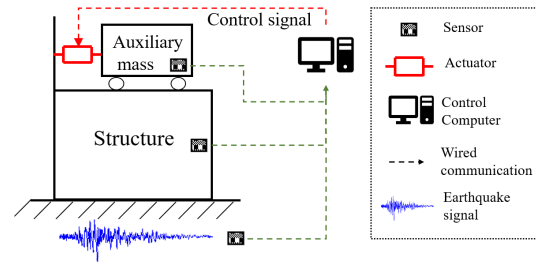 Control signal
Auxiliary
mass
Structure
Sensor
Actuator
Control
Computer
Wired
communication
Earthquake
signal